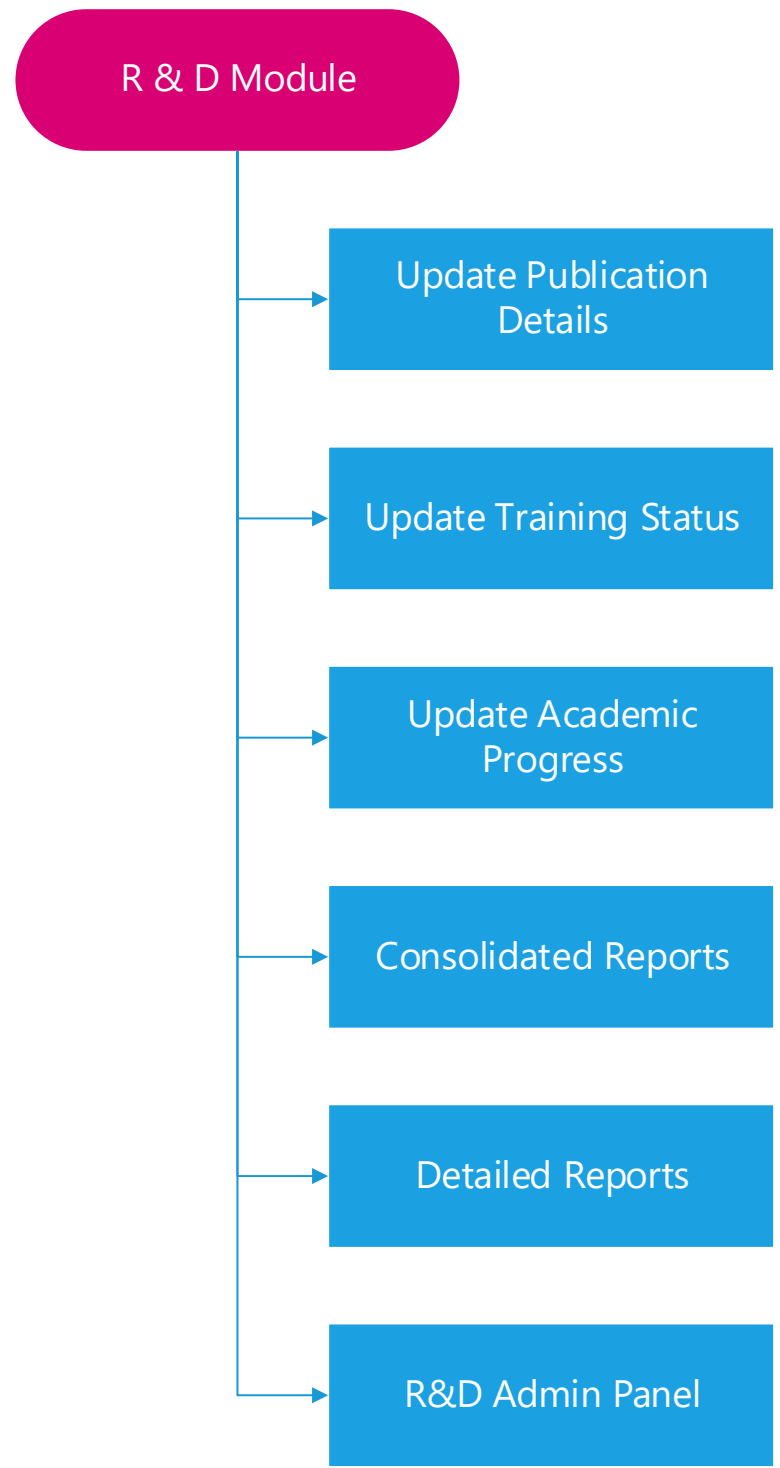 R & D Module
Update Publication
Details
Update Training Status
Update Academic
Progress
Consolidated Reports
Detailed Reports
R&D Admin Panel